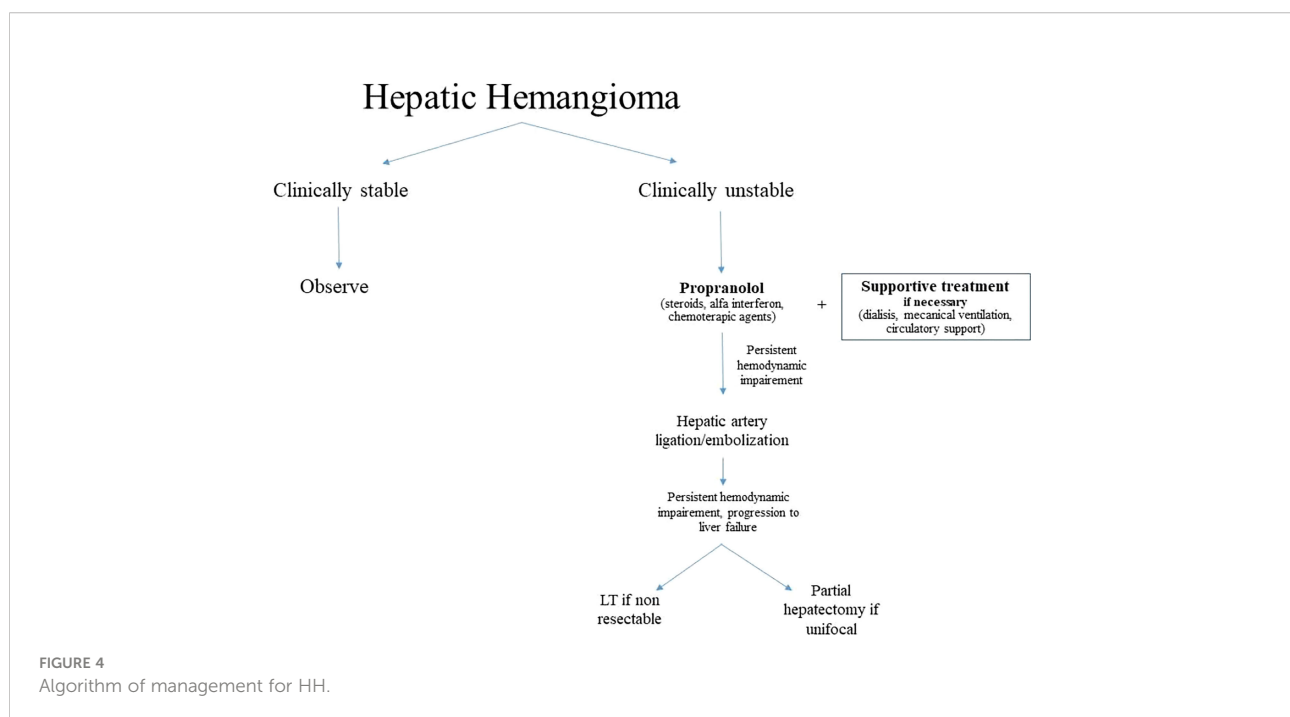 Hepatic Hemangioma
Clinically stable
Clinically unstable
Observe
Propranolol
(steroids, alfa interferon,
chemoterapic agents)
+
Supportive treatment
if necessary
(dialisis, mecanical ventilation,
circulatory support)
Persistent
hemodynamic
impairement
Hepatic artery
ligation/embolization
Persistent hemodynamic
impairement, progression to
liver failure
LT if non
resectable
Partial
hepatectomy if
unifocal
FIGURE 4
Algorithm of management for HH.